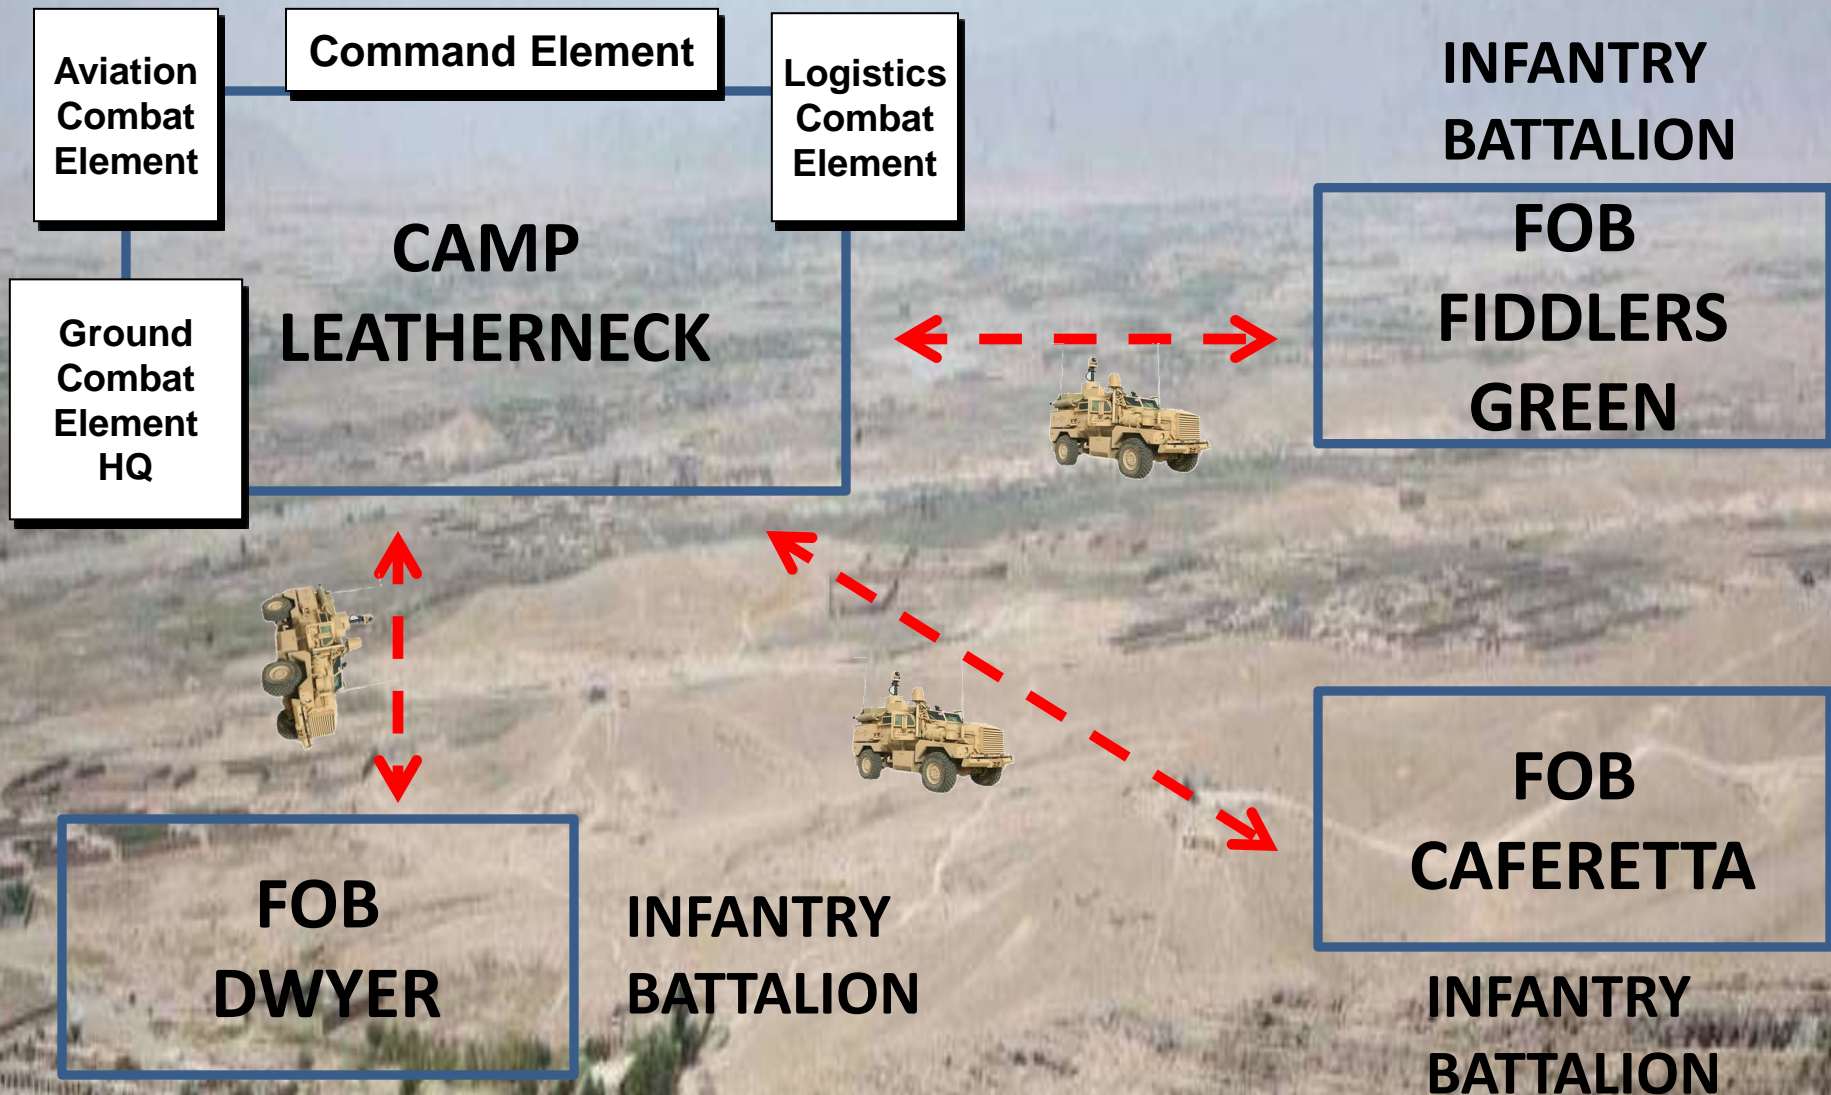 Aviation
Combat
Element
Command Element
Logistics
Combat
Element
CAMP
LEATHERNECK
Ground
Combat
Element
HQ
INFANTRY
BATTALION
FOB
FIDDLERS
GREEN
FOB
DWYER
INFANTRY
BATTALION
FOB
CAFERETTA
INFANTRY
BATTALION